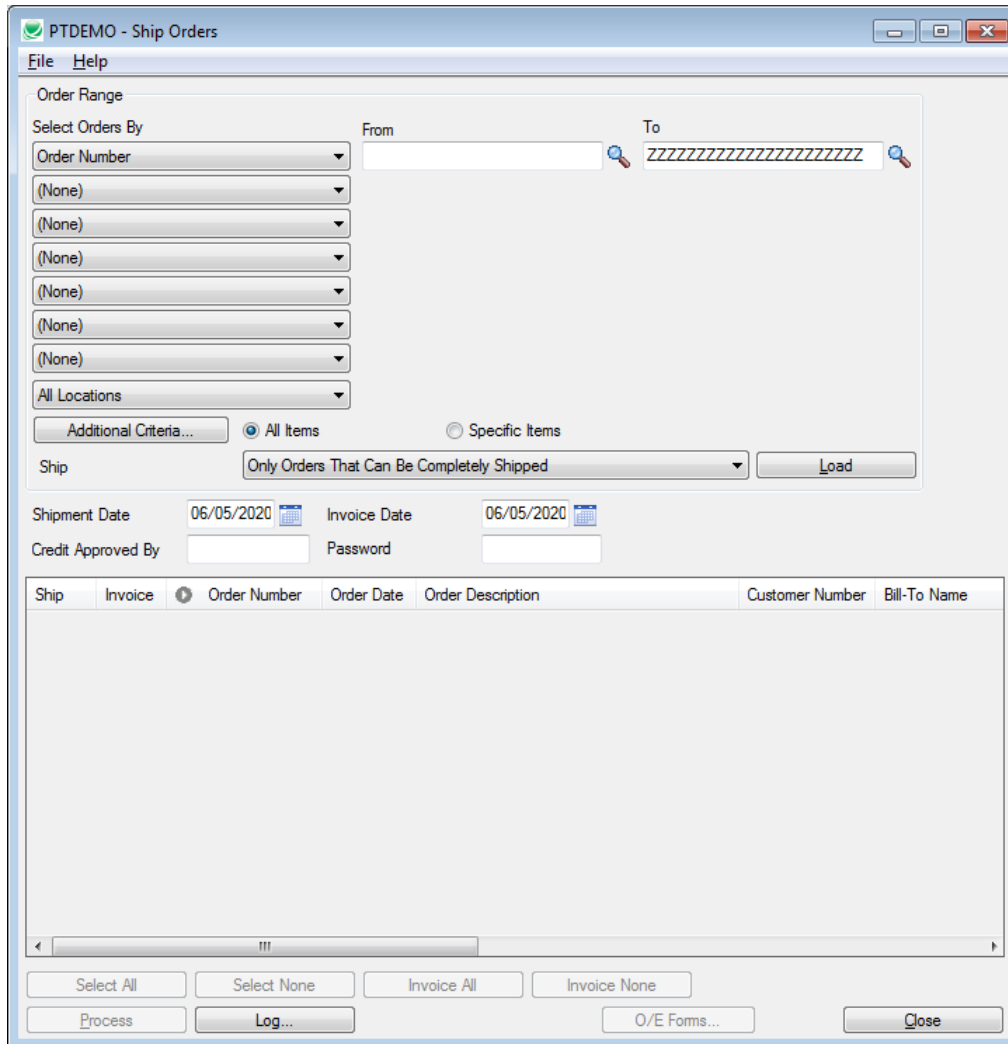 PTDEMO - Ship Orders
File Help
Order Range
Select Orders By From To
Order Number ZZZZZZZZZZZZZZZZZZZZZZ
(None)
(None)
(None)
(None)
(None)
(None)
All Locations
Additional Criteria... All Items Specific Items
Ship Only Orders That Can Be Completely Shipped Load
Shipment Date 06/05/2020 Invoice Date 06/05/2020
Credit Approved By Password
Ship Invoice Order Number Order Date Order Description Customer Number Bill-To Name
Select All Select None Invoice All Invoice None
Process Log... O/E Forms... Close